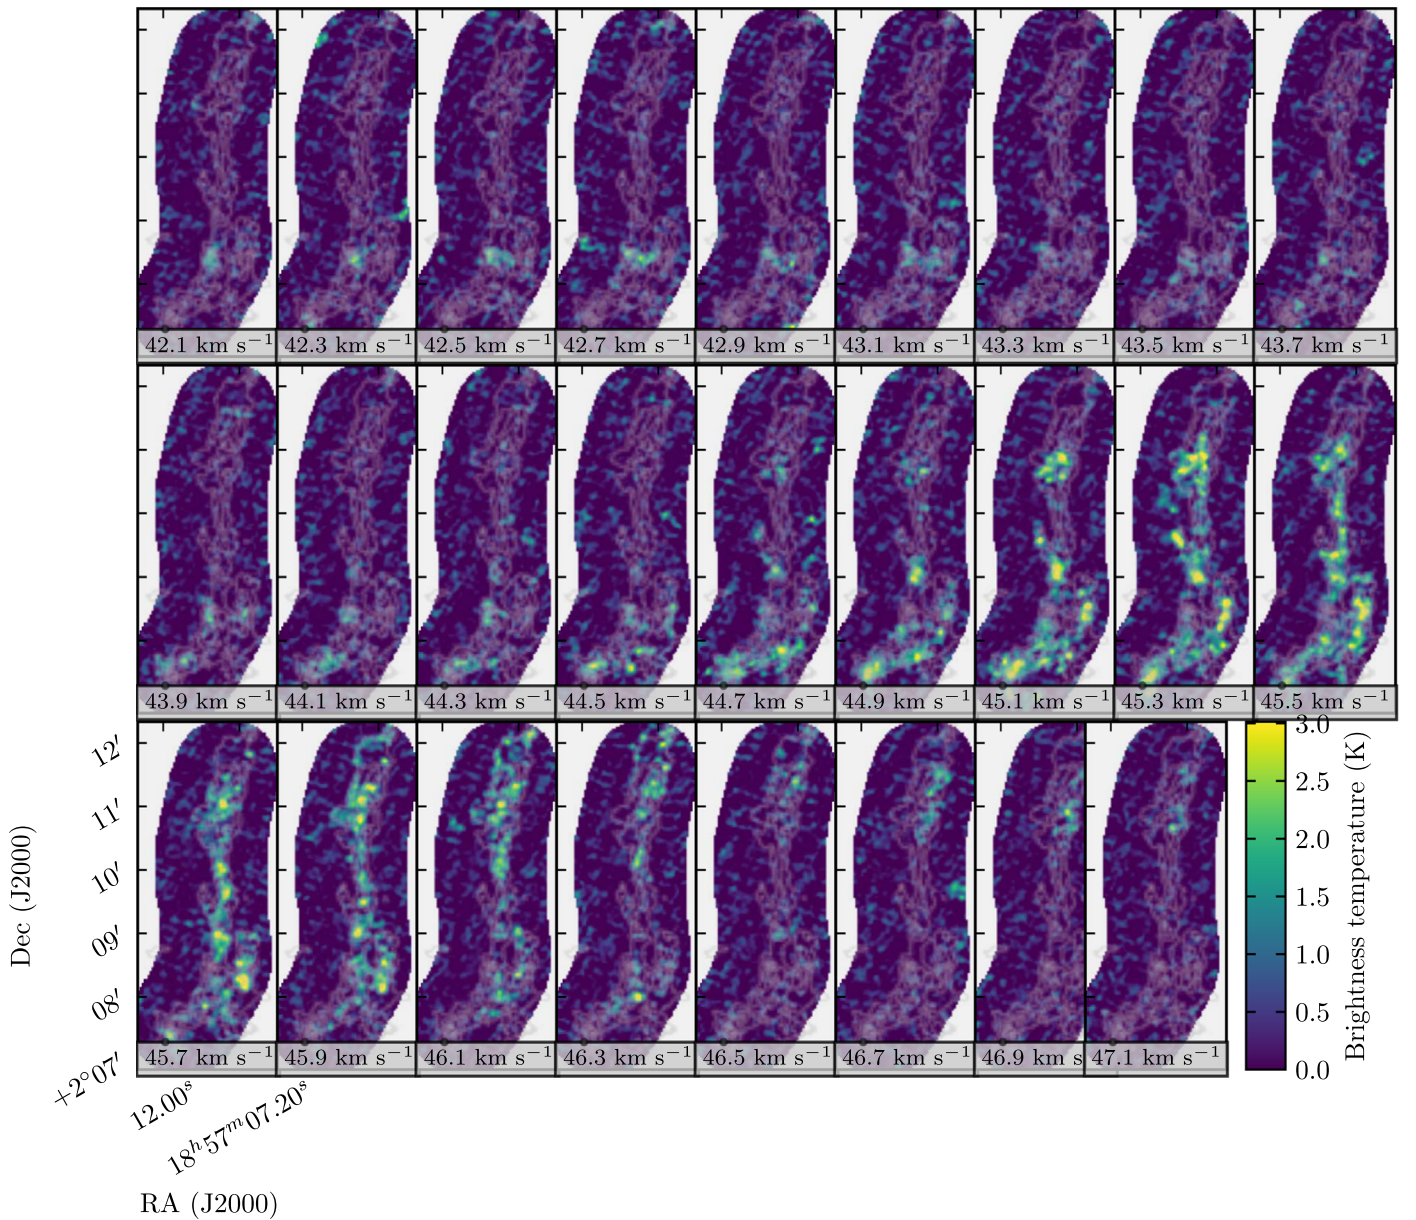 42.1 km s⁻¹ 42.3 km s⁻¹ 42.5 km s⁻¹ 42.7 km s⁻¹ 42.9 km s⁻¹ 43.1 km s⁻¹ 43.3 km s⁻¹ 43.5 km s⁻¹ 43.7 km s⁻¹
43.9 km s⁻¹ 44.1 km s⁻¹ 44.3 km s⁻¹ 44.5 km s⁻¹ 44.7 km s⁻¹ 44.9 km s⁻¹ 45.1 km s⁻¹ 45.3 km s⁻¹ 45.5 km s⁻¹
45.7 km s⁻¹ 45.9 km s⁻¹ 46.1 km s⁻¹ 46.3 km s⁻¹ 46.5 km s⁻¹ 46.7 km s⁻¹ 46.9 km s 47.1 km s⁻¹
12′
11′
10′
09′
08′
+2°07′
Dec (J2000)
12.00ˢ
18ʰ57ᵐ07.20ˢ
RA (J2000)
3.0
2.5
2.0
1.5
1.0
0.5
0.0
Brightness temperature (K)